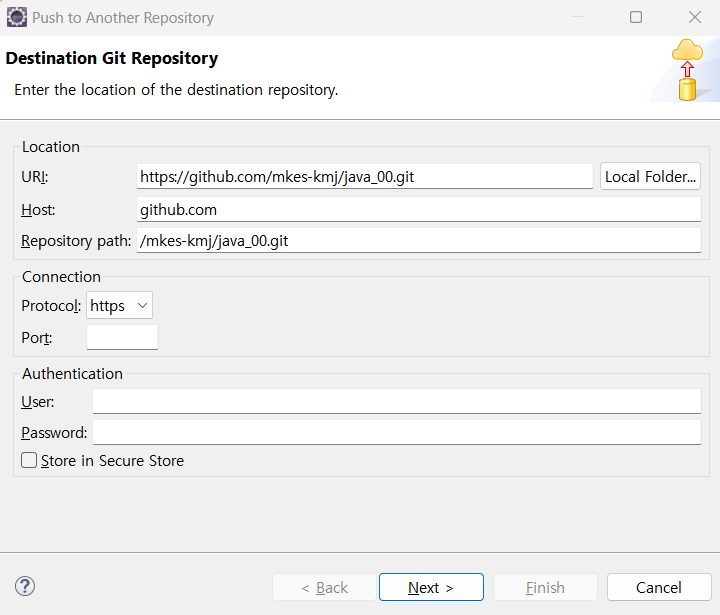 Push to Another Repository
Destination Git Repository
Enter the location of the destination repository.
Location
URI: https://github.com/mkes-kmj/java_00.git Local Folder...
Host: github.com
Repository path: /mkes-kmj/java_00.git
Connection
Protocol: https
Port:
Authentication
User:
Password:
Store in Secure Store
? < Back Next > Finish Cancel